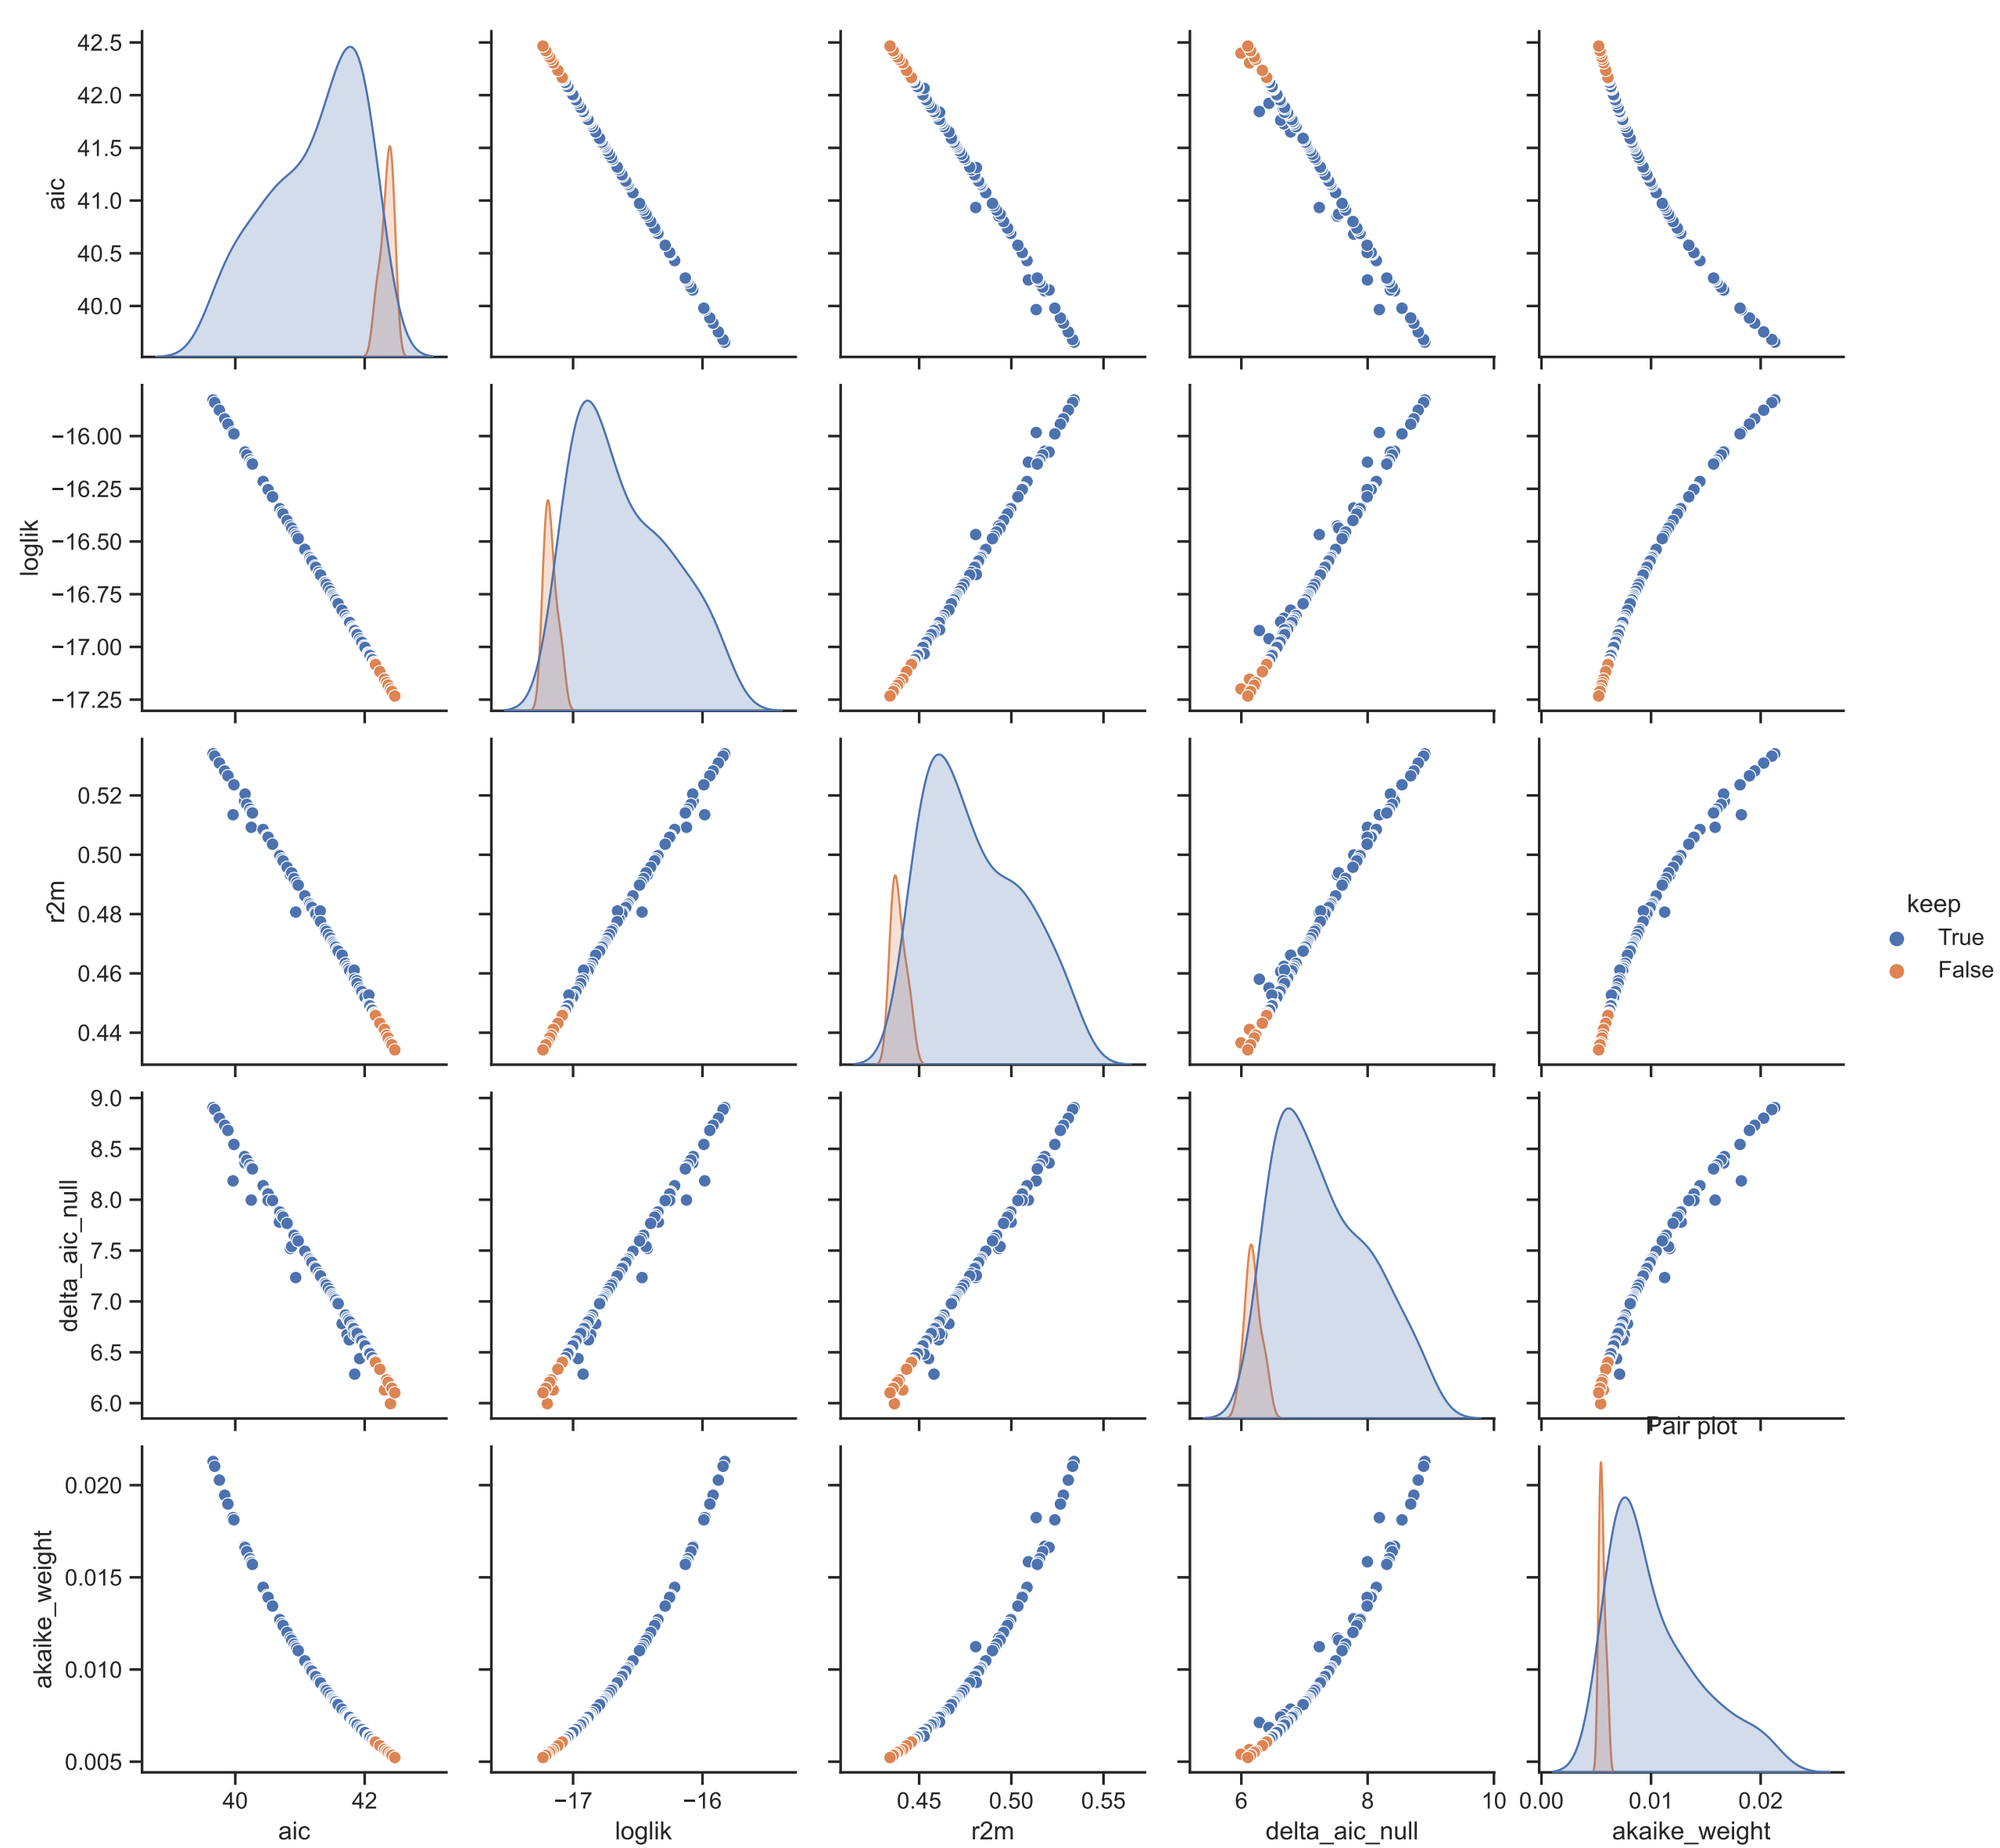 42.5
42.0
41.5
41.0
40.5
40.0
aic
−16.00
−16.25
−16.50
−16.75
−17.00
−17.25
loglik
0.52
0.50
0.48
0.46
0.44
r2m
keep
True
False
9.0
8.5
8.0
7.5
7.0
6.5
6.0
delta_aic_null
Pair plot
0.020
0.015
0.010
0.005
akaike_weight
40 42
−17 −16
0.45 0.50 0.55
6 8 10
0.00 0.01 0.02
aic
loglik
r2m
delta_aic_null
akaike_weight